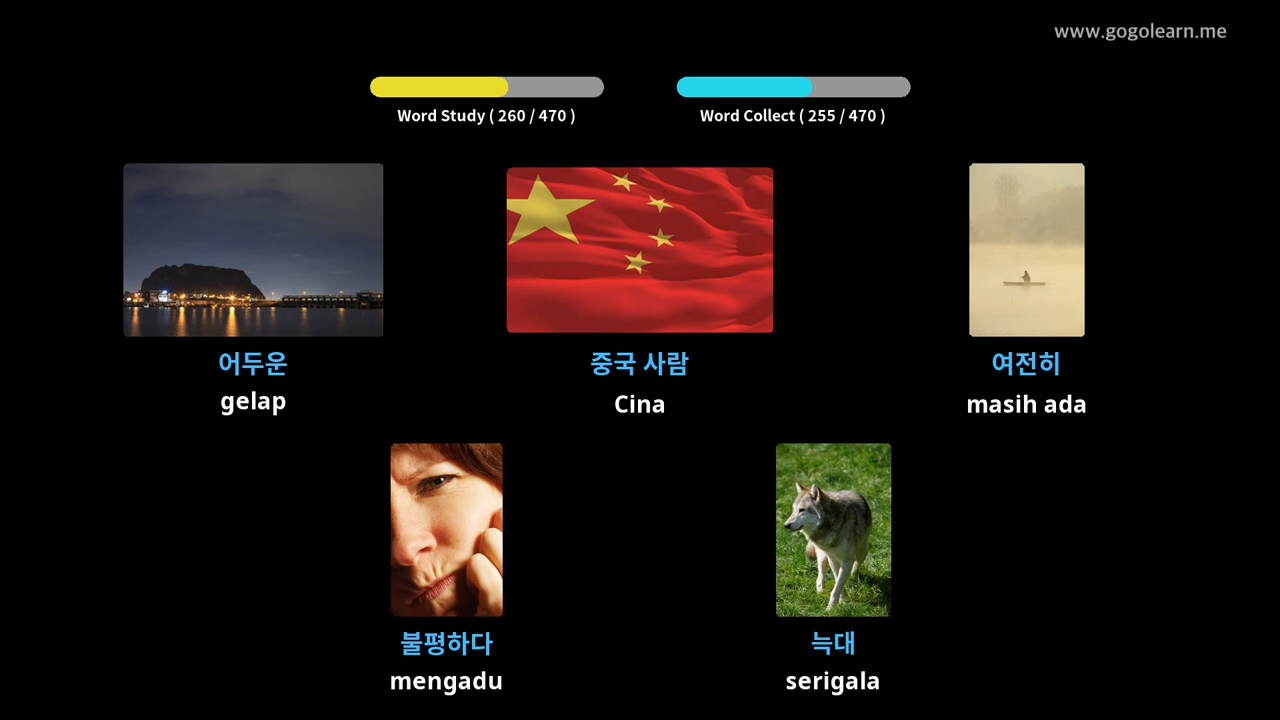 www.gogolearn.me
Word Study ( 260 / 470 )
Word Collect ( 255 / 470 )
어두운
gelap
중국 사람
Cina
여전히
masih ada
불평하다
mengadu
늑대
serigala